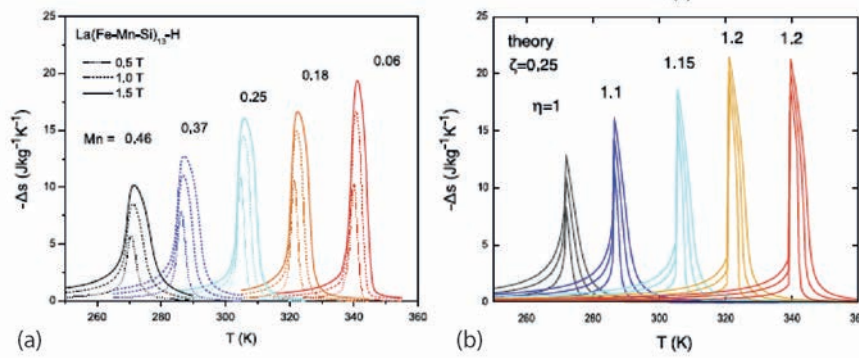 25
20
15
10
5
0
-Δs (Jkg⁻¹K⁻¹)
La(Fe-Mn-Si)₁₃-H
0.5 T
1.0 T
1.5 T
Mn = 0,46
0,37
0.25
0.18
0.06
260 280 300 320 340
T (K)
(a)
25
20
15
10
5
0
-Δs (Jkg⁻¹K⁻¹)
theory
ζ=0,25
η=1
1.1
1.15
1.2
1.2
260 280 300 320 340 360
T (K)
(b)